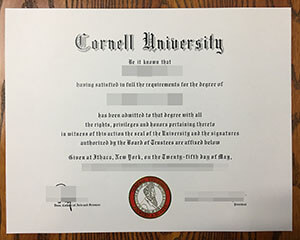 Cornell University
Be it known that
having satisfied in full the requirements for the degree of
has been admitted to that degree with all
the rights, privileges and honors pertaining thereto
in witness of this action the seal of the University and the signatures
authorized by the Board of Trustees are affixed below
Given at Ithaca, New York, on the Twenty-fifth day of May,
President